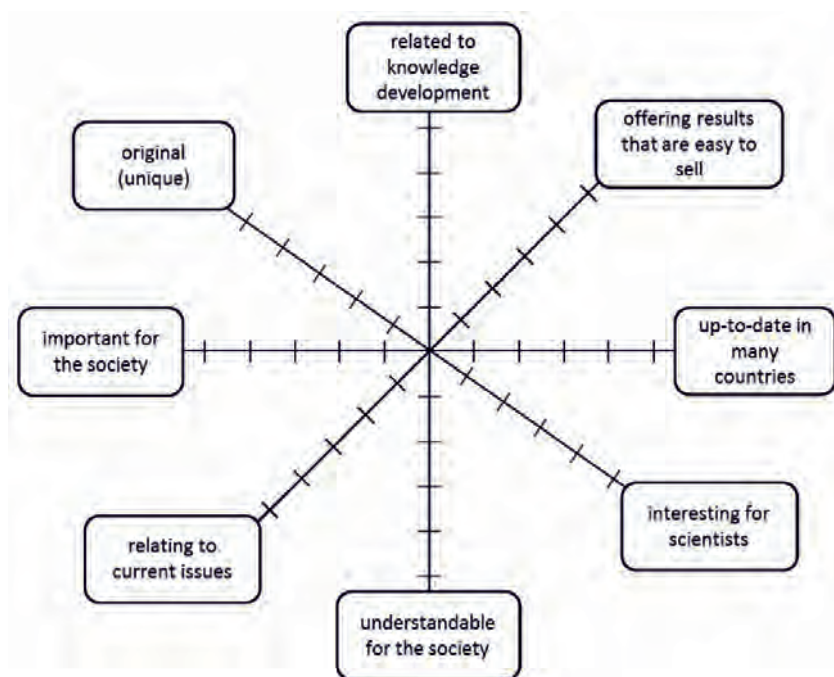 related to
knowledge
development
offering results
that are easy to
sell
original
(unique)
important for
the society
up-to-date in
many
countries
interesting for
scientists
relating to
current issues
understandable
for the society